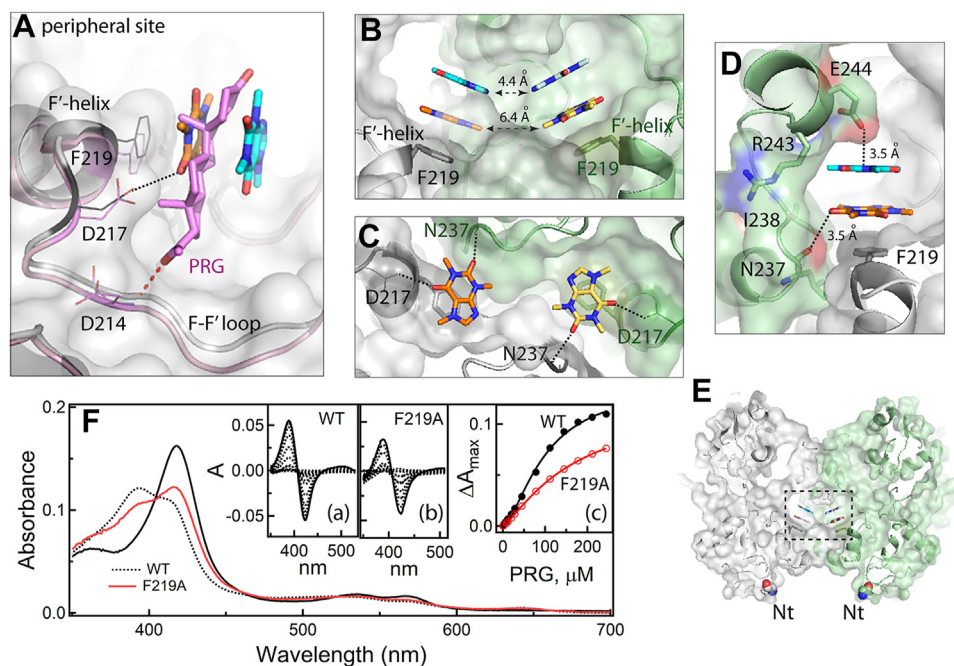 A peripheral site
F'-helix
F219
D217
PRG
D214
F-F' loop
B
4.4 Å
6.4 Å
F'-helix
F'-helix
F219
F219
C
N237
D217
D217
N237
D
E244
R243
3.5 Å
I238
3.5 Å
N237
F219
E
Nt
Nt
F
0.2
0.1
0.0
Absorbance
WT
F219A
A
0.05
0.00
-0.05
WT
(a)
400
500
nm
F219A
(b)
400
500
nm
0.1
0.0
ΔAmax
WT
F219A
(c)
0
100
200
PRG, μM
400
500
600
700
Wavelength (nm)